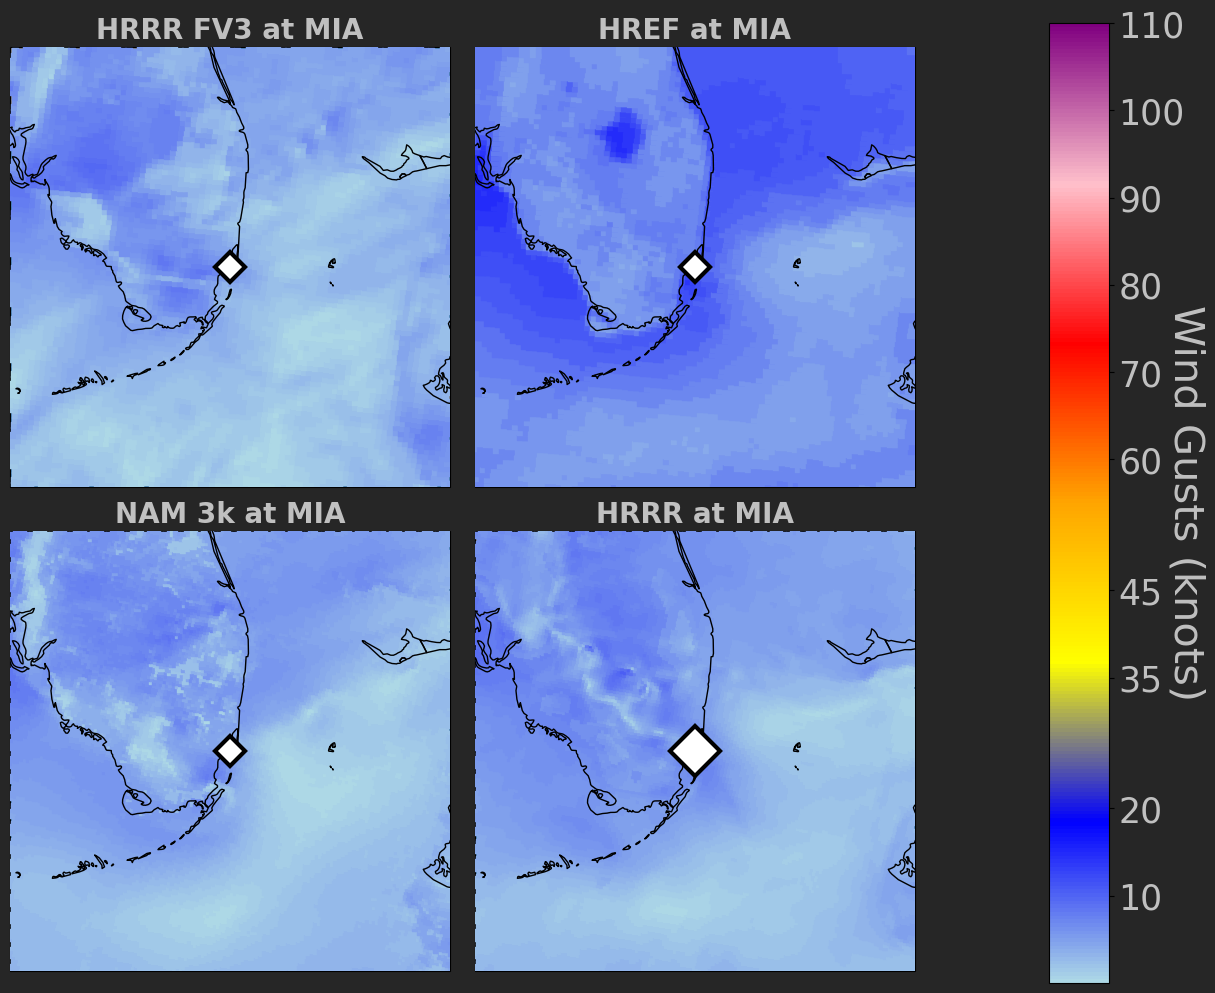 HRRR FV3 at MIA
HREF at MIA
NAM 3k at MIA
HRRR at MIA
110
100
90
80
70
60
45
35
20
10
Wind Gusts (knots)